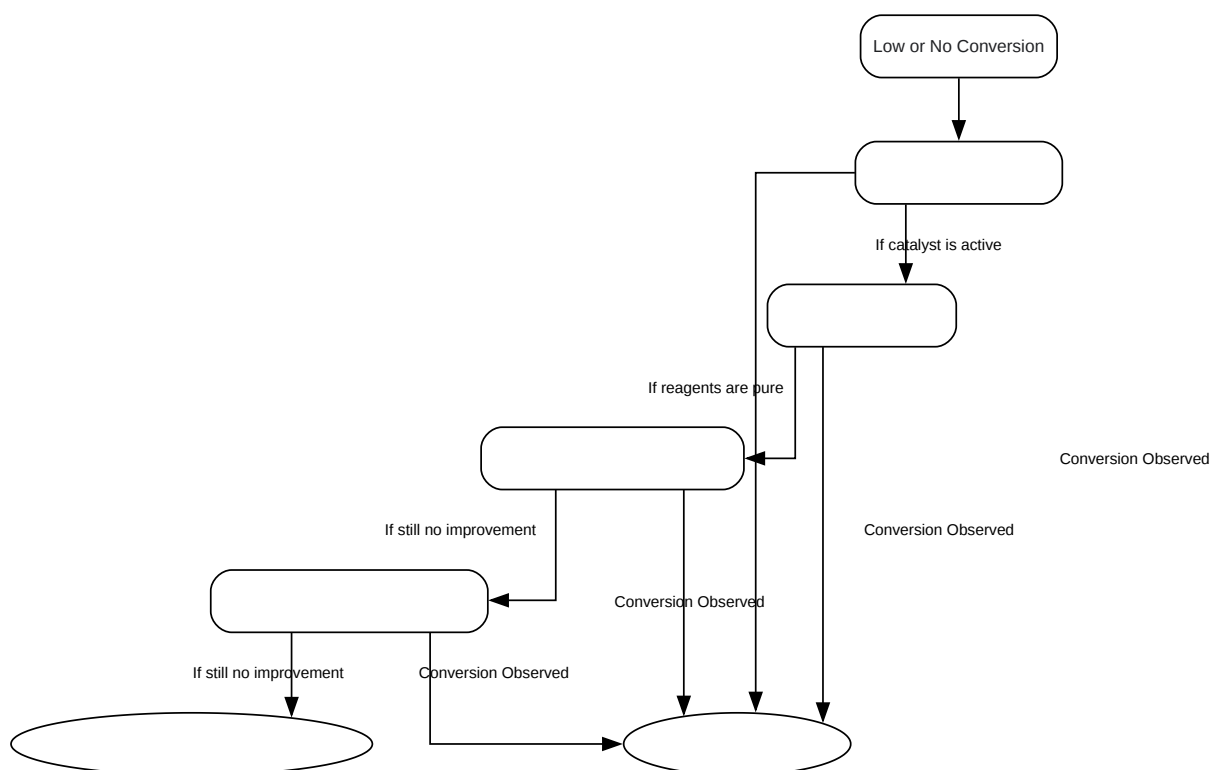 Low or No Conversion
If catalyst is active
If reagents are pure
Conversion Observed
If still no improvement
Conversion Observed
Conversion Observed
If still no improvement
Conversion Observed